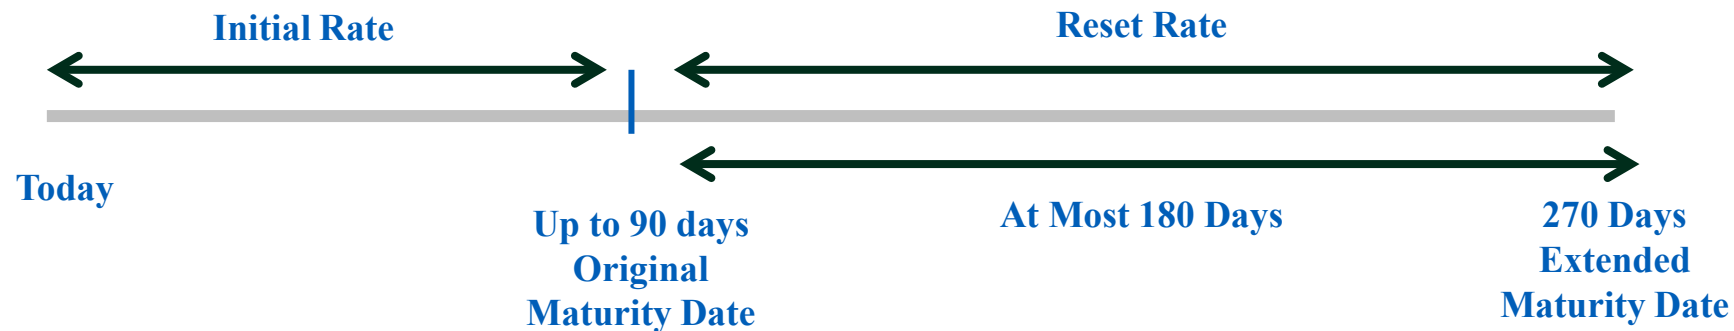 Initial Rate
Reset Rate
Today
Up to 90 days
Original
Maturity Date
At Most 180 Days
270 Days
Extended
Maturity Date